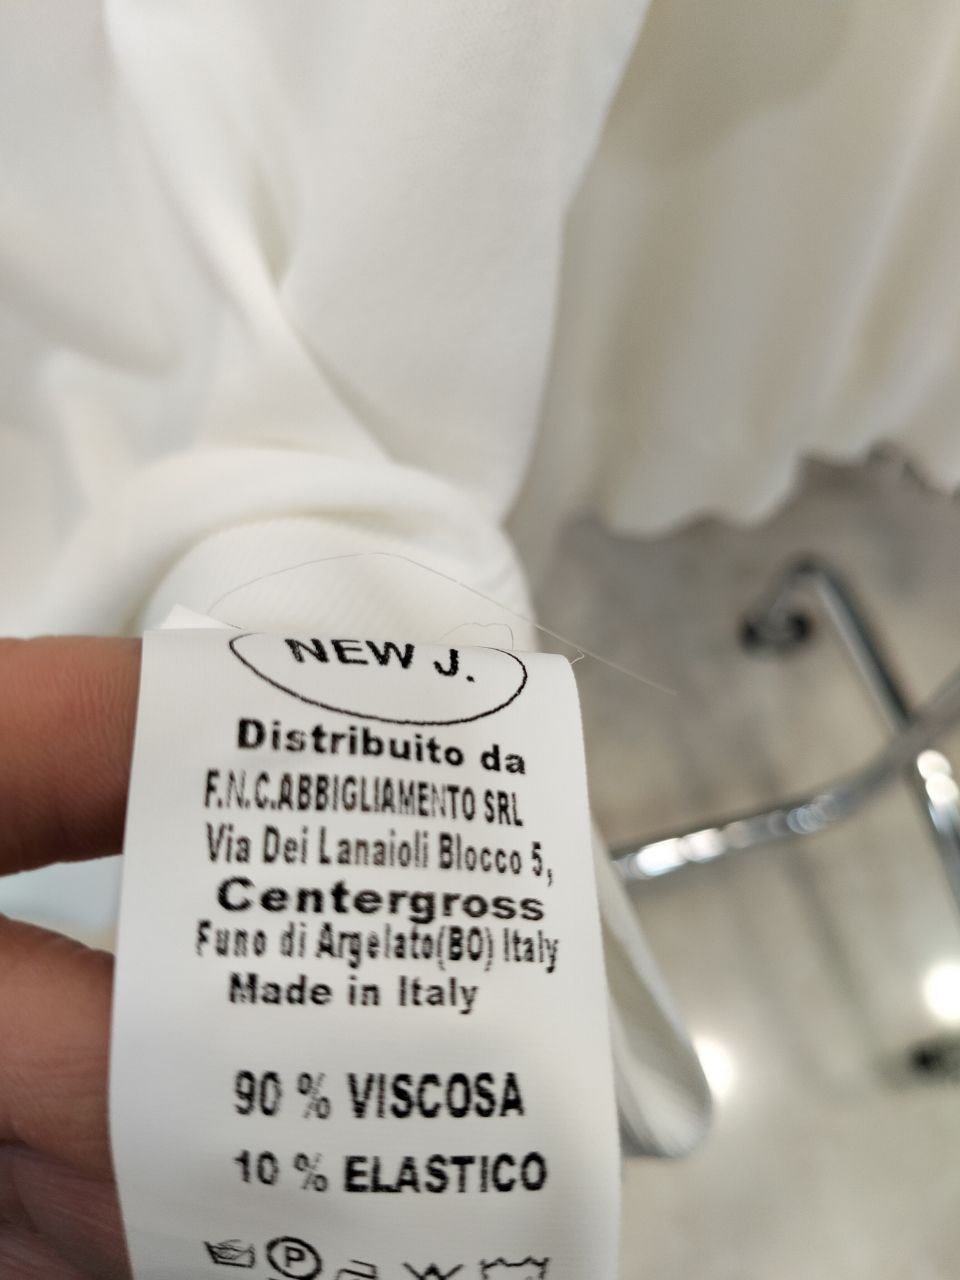 NEW J.
Distribuito da
F.N.C.ABBIGLIAMENTO SRL
Via Dei Lanaioli Blocco 5,
Centergross
Funo di Argelato(BO) Italy
Made in Italy
90 % VISCOSA
10 % ELASTICO
P